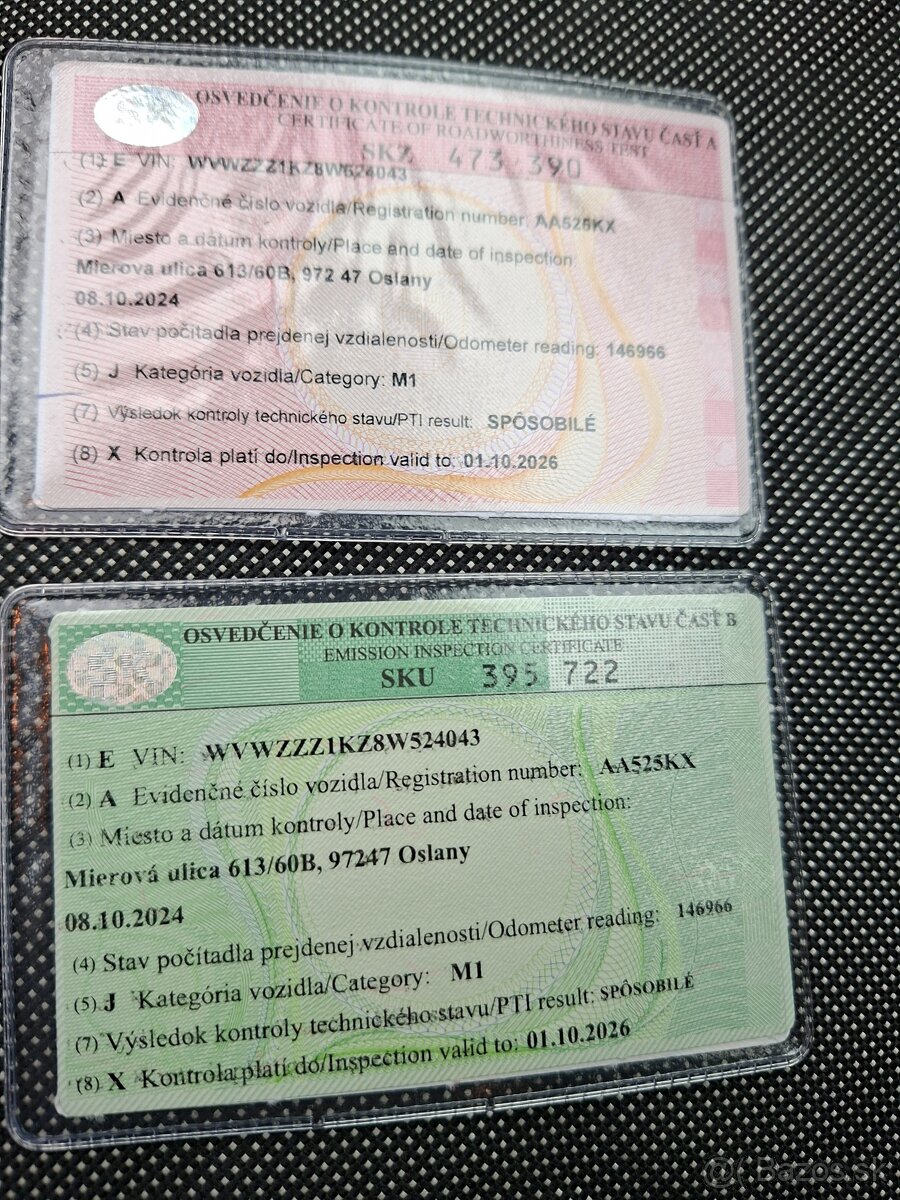 SK
OSVEDČENIE O KONTROLE TECHNICKÉHO STAVU ČASŤ A
CERTIFICATE OF ROADWORTHINESS TEST
SKZ 473 390
(1) E VIN: WVWZZZ1KZ8W524043
(2) A Evidenčné číslo vozidla/Registration number: AA525KX
(3) Miesto a dátum kontroly/Place and date of inspection:
Mierová ulica 613/60B, 972 47 Oslany
08.10.2024
(4) Stav počítadla prejdenej vzdialenosti/Odometer reading: 146966
(5) J Kategória vozidla/Category: M1
(7) Výsledok kontroly technického stavu/PTI result: SPÔSOBILÉ
(8) X Kontrola platí do/Inspection valid to: 01.10.2026
SK
OSVEDČENIE O KONTROLE TECHNICKÉHO STAVU ČASŤ B
EMISSION INSPECTION CERTIFICATE
SKU 395 722
(1) E VIN: WVWZZZ1KZ8W524043
(2) A Evidenčné číslo vozidla/Registration number: AA525KX
(3) Miesto a dátum kontroly/Place and date of inspection:
Mierová ulica 613/60B, 97247 Oslany
08.10.2024
(4) Stav počítadla prejdenej vzdialenosti/Odometer reading: 146966
(5) J Kategória vozidla/Category: M1
(7) Výsledok kontroly technického stavu/PTI result: SPÔSOBILÉ
(8) X Kontrola platí do/Inspection valid to: 01.10.2026
Bazos.sk